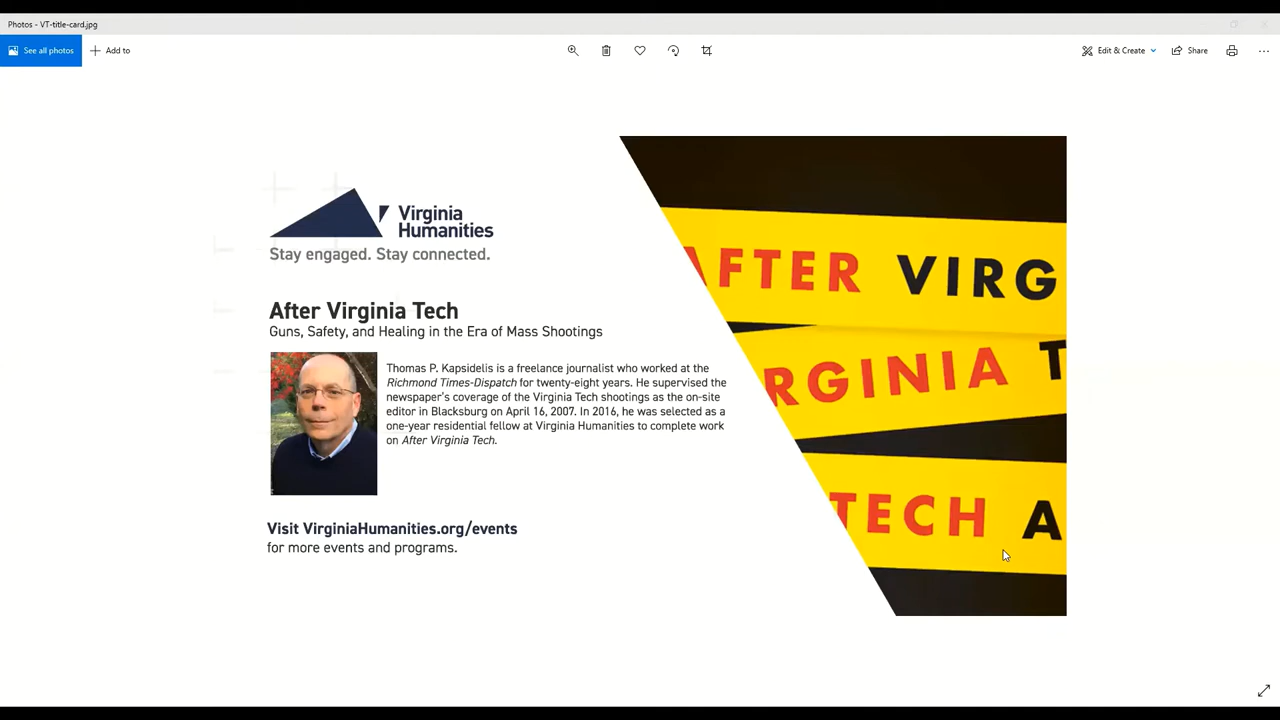 Photos - VT-title-card.jpg
See all photos
Add to
Edit & Create
Share
Virginia
Humanities
Stay engaged. Stay connected.
After Virginia Tech
Guns, Safety, and Healing in the Era of Mass Shootings
Thomas P. Kapsidelis is a freelance journalist who worked at the
Richmond Times-Dispatch for twenty-eight years. He supervised the
newspaper's coverage of the Virginia Tech shootings as the on-site
editor in Blacksburg on April 16, 2007. In 2016, he was selected as a
one-year residential fellow at Virginia Humanities to complete work
on After Virginia Tech.
Visit VirginiaHumanities.org/events
for more events and programs.
AFTER VIRG
RGINIA T
TECH A